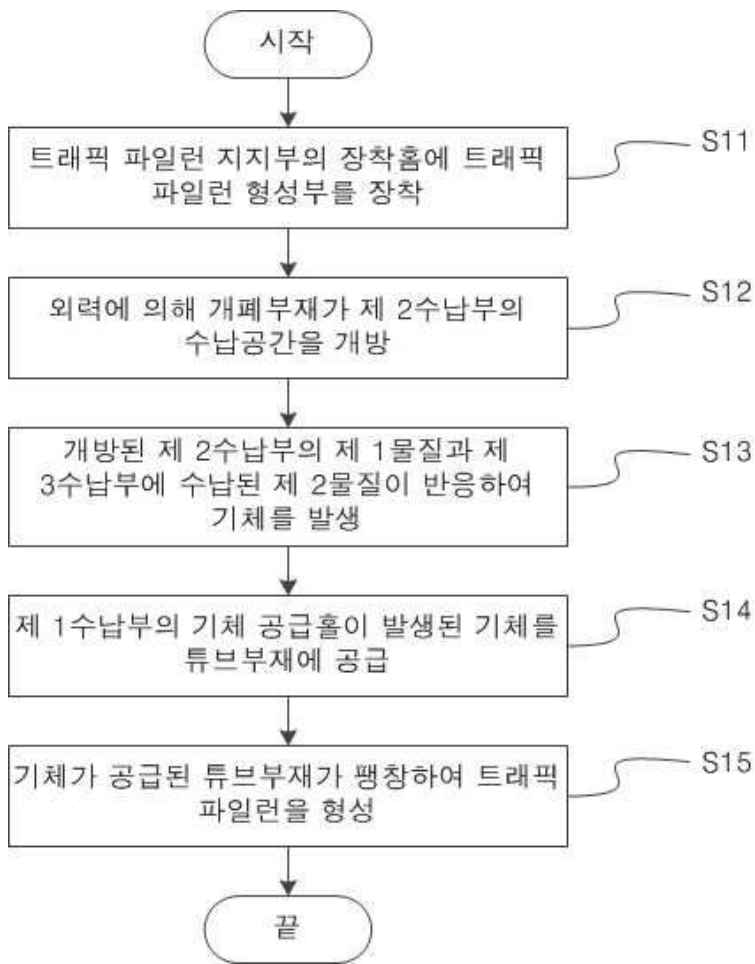 시작
트래픽 파일런 지지부의 장착홈에 트래픽
파일런 형성부를 장착
S11
외력에 의해 개폐부재가 제 2수납부의
수납공간을 개방
S12
개방된 제 2수납부의 제 1물질과 제
3수납부에 수납된 제 2물질이 반응하여
기체를 발생
S13
제 1수납부의 기체 공급홀이 발생된 기체를
튜브부재에 공급
S14
기체가 공급된 튜브부재가 팽창하여 트래픽
파일런을 형성
S15
끝